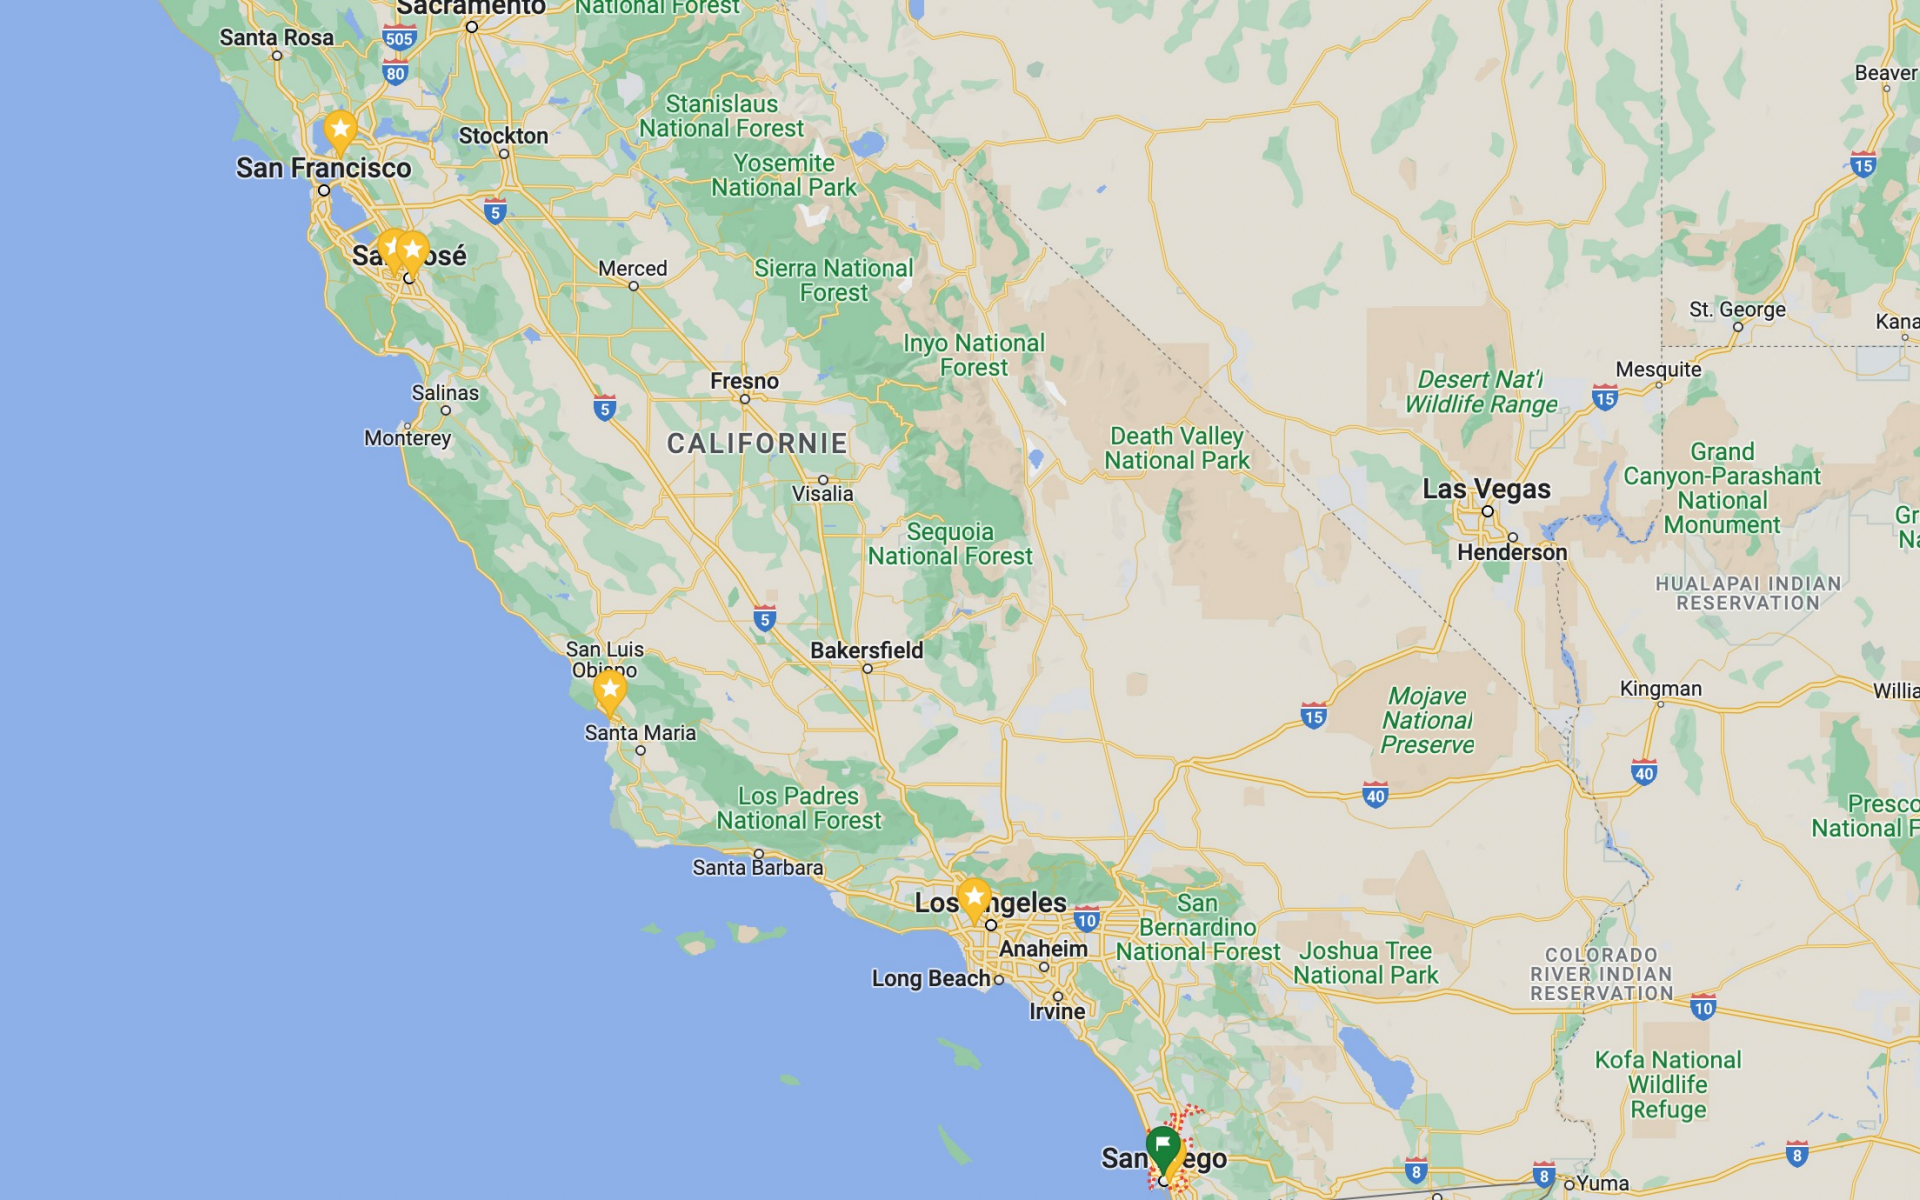 Sacramento
National Forest
Santa Rosa
505
80
Beaver
Stanislaus
National Forest
Stockton
Yosemite
National Park
15
San Francisco
5
Merced
Sierra National
Forest
St. George
Kana
Inyo National
Forest
Mesquite
Fresno
Desert Nat'l
Wildlife Range
15
Salinas
5
Monterey
CALIFORNIE
Death Valley
National Park
Grand
Canyon-Parashant
National
Monument
Visalia
Las Vegas
Sequoia
National Forest
Henderson
HUALAPAI INDIAN
RESERVATION
5
San Luis
Bakersfield
Kingman
Mojave
National
Preserve
15
Santa Maria
40
40
Los Padres
National Forest
Presco
National F
Santa Barbara
10
San
Bernardino
National Forest
Anaheim
Joshua Tree
National Park
COLORADO
RIVER INDIAN
RESERVATION
Long Beach
10
Irvine
Kofa National
Wildlife
Refuge
8
8
8
Yuma